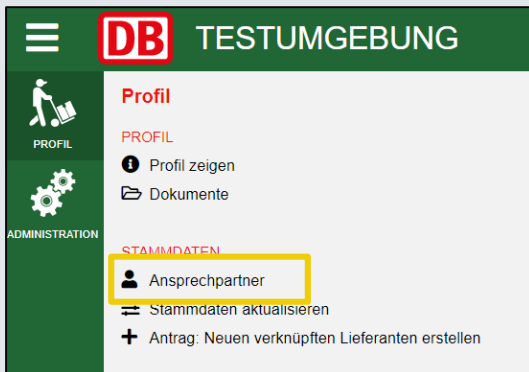 DB TESTUMGEBUNG
Profil
PROFIL
PROFIL
Profil zeigen
Dokumente
ADMINISTRATION
STAMMDATEN
Ansprechpartner
Stammdaten aktualisieren
Antrag: Neuen verknüpften Lieferanten erstellen